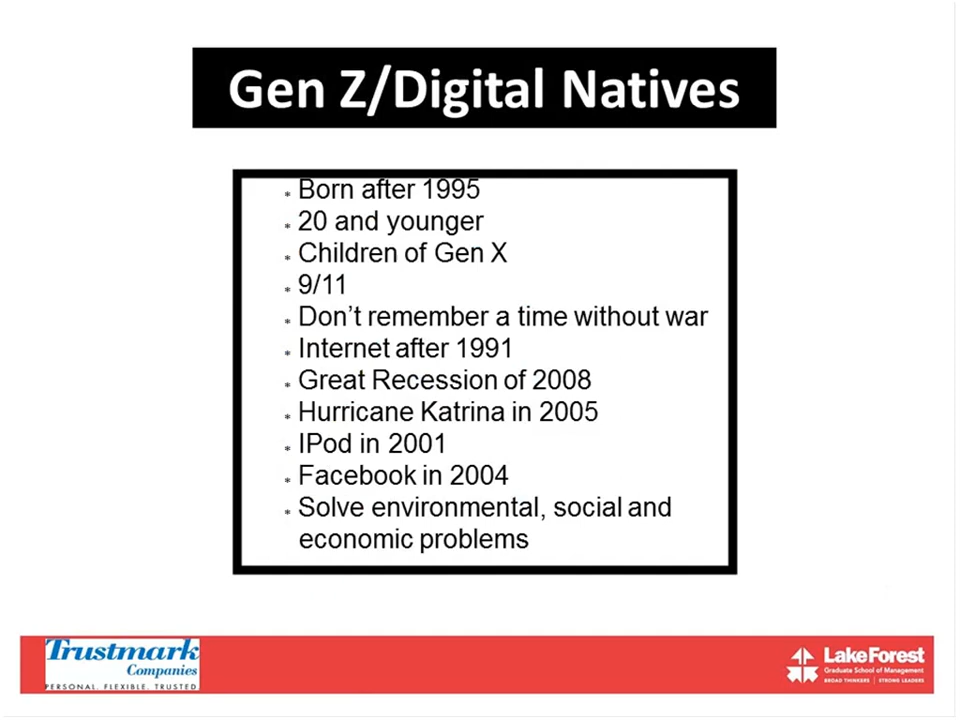 Gen Z/Digital Natives
* Born after 1995
* 20 and younger
* Children of Gen X
* 9/11
* Don't remember a time without war
* Internet after 1991
* Great Recession of 2008
* Hurricane Katrina in 2005
* IPod in 2001
* Facebook in 2004
* Solve environmental, social and
economic problems
Trustmark
Companies
PERSONAL. FLEXIBLE. TRUSTED
LakeForest
Graduate School of Management
BROAD THINKERS | STRONG LEADERS